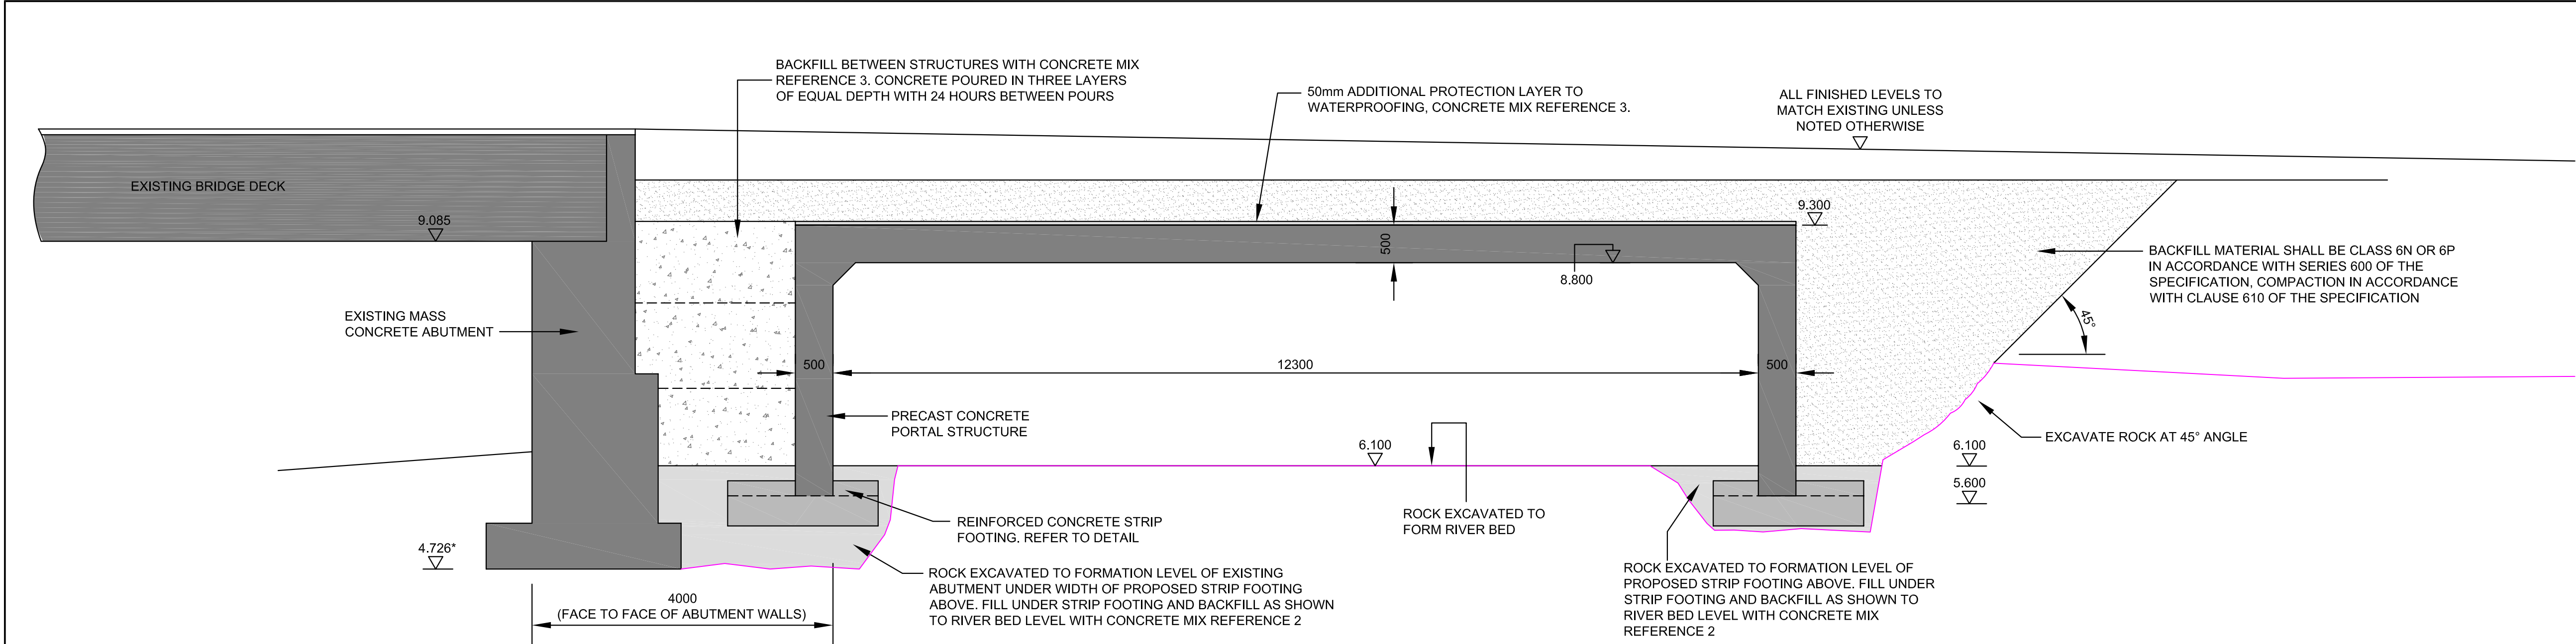 BACKFILL BETWEEN STRUCTURES WITH CONCRETE MIX
REFERENCE 3. CONCRETE POURED IN THREE LAYERS
OF EQUAL DEPTH WITH 24 HOURS BETWEEN POURS
50mm ADDITIONAL PROTECTION LAYER TO
WATERPROOFING, CONCRETE MIX REFERENCE 3.
ALL FINISHED LEVELS TO
MATCH EXISTING UNLESS
NOTED OTHERWISE
EXISTING BRIDGE DECK
9.085
9.300
500
8.800
BACKFILL MATERIAL SHALL BE CLASS 6N OR 6P
IN ACCORDANCE WITH SERIES 600 OF THE
SPECIFICATION, COMPACTION IN ACCORDANCE
WITH CLAUSE 610 OF THE SPECIFICATION
45°
EXISTING MASS
CONCRETE ABUTMENT
500
12300
500
PRECAST CONCRETE
PORTAL STRUCTURE
6.100
EXCAVATE ROCK AT 45° ANGLE
6.100
5.600
REINFORCED CONCRETE STRIP
FOOTING. REFER TO DETAIL
ROCK EXCAVATED TO
FORM RIVER BED
4.726*
ROCK EXCAVATED TO FORMATION LEVEL OF EXISTING
ABUTMENT UNDER WIDTH OF PROPOSED STRIP FOOTING
ABOVE. FILL UNDER STRIP FOOTING AND BACKFILL AS SHOWN
TO RIVER BED LEVEL WITH CONCRETE MIX REFERENCE 2
ROCK EXCAVATED TO FORMATION LEVEL OF
PROPOSED STRIP FOOTING ABOVE. FILL UNDER
STRIP FOOTING AND BACKFILL AS SHOWN TO
RIVER BED LEVEL WITH CONCRETE MIX
REFERENCE 2
4000
(FACE TO FACE OF ABUTMENT WALLS)